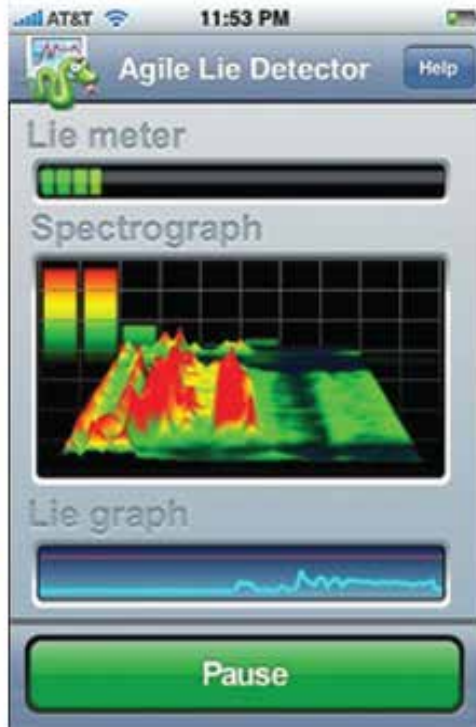 AT&T 11:53 PM
Agile Lie Detector Help
Lie meter
Spectrograph
Lie graph
Pause